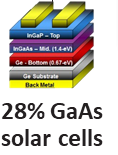 InGaP – Top
InGaAs – Mid. (1.4-eV)
Ge - Bottom (0.67-eV)
Ge Substrate
Back Metal
28% GaAs
solar cells